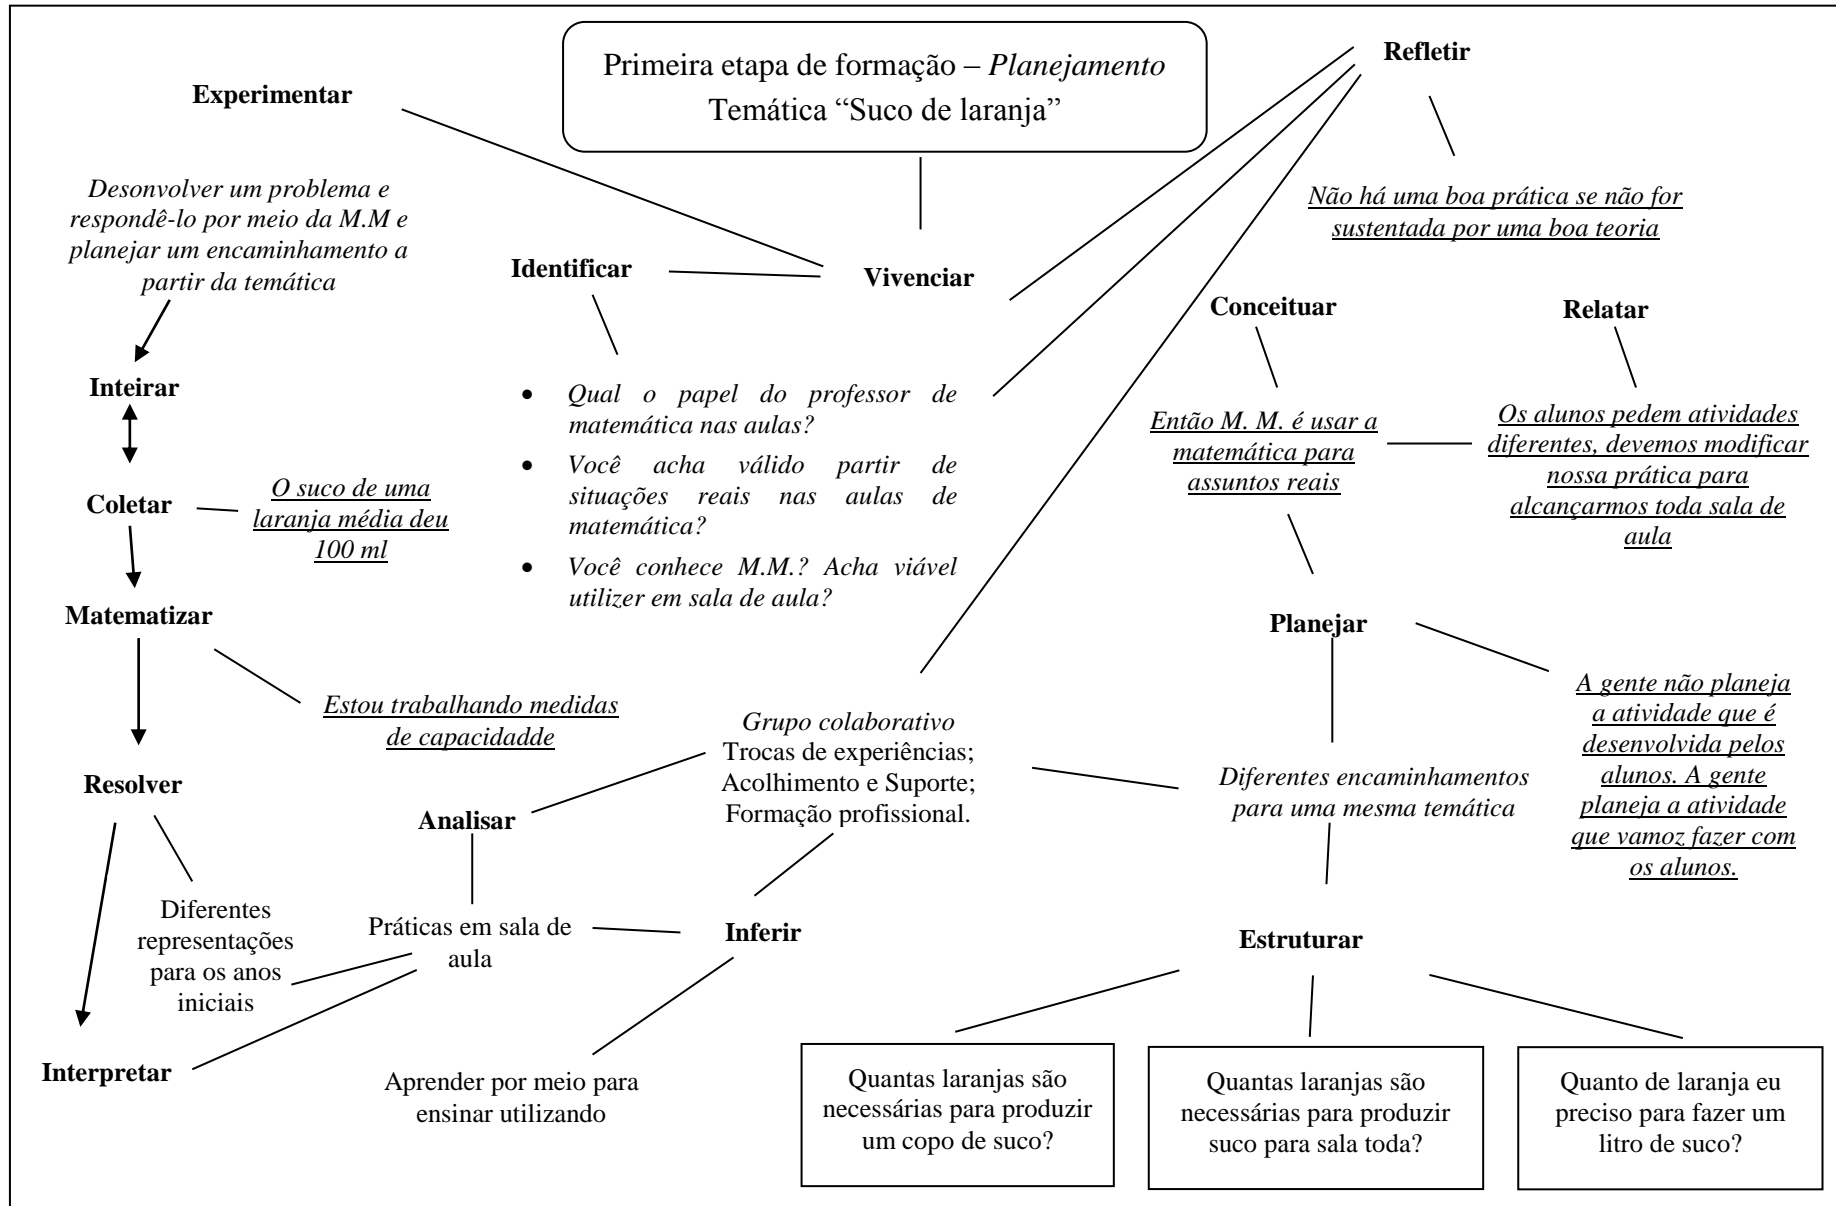 Primeira etapa de formação – Planejamento
Temática “Suco de laranja”
Refletir
Experimentar
Desonvolver um problema e
respondê-lo por meio da M.M e
planejar um encaminhamento a
partir da temática
Não há uma boa prática se não for
sustentada por uma boa teoria
Identificar
Vivenciar
Conceituar
Relatar
Inteirar
• Qual o papel do professor de
matemática nas aulas?
• Você acha válido partir de
situações reais nas aulas de
matemática?
• Você conhece M.M.? Acha viável
utilizer em sala de aula?
Então M. M. é usar a
matemática para
assuntos reais
Os alunos pedem atividades
diferentes, devemos modificar
nossa prática para
alcançarmos toda sala de
aula
Coletar
O suco de uma
laranja média deu
100 ml
Matematizar
Planejar
Estou trabalhando medidas
de capacidadde
A gente não planeja
a atividade que é
desenvolvida pelos
alunos. A gente
planeja a atividade
que vamoz fazer com
os alunos.
Grupo colaborativo
Trocas de experiências;
Acolhimento e Suporte;
Formação profissional.
Resolver
Analisar
Diferentes encaminhamentos
para uma mesma temática
Diferentes
representações
para os anos
iniciais
Práticas em sala de
aula
Inferir
Estruturar
Interpretar
Aprender por meio para
ensinar utilizando
Quantas laranjas são
necessárias para produzir
um copo de suco?
Quantas laranjas são
necessárias para produzir
suco para sala toda?
Quanto de laranja eu
preciso para fazer um
litro de suco?